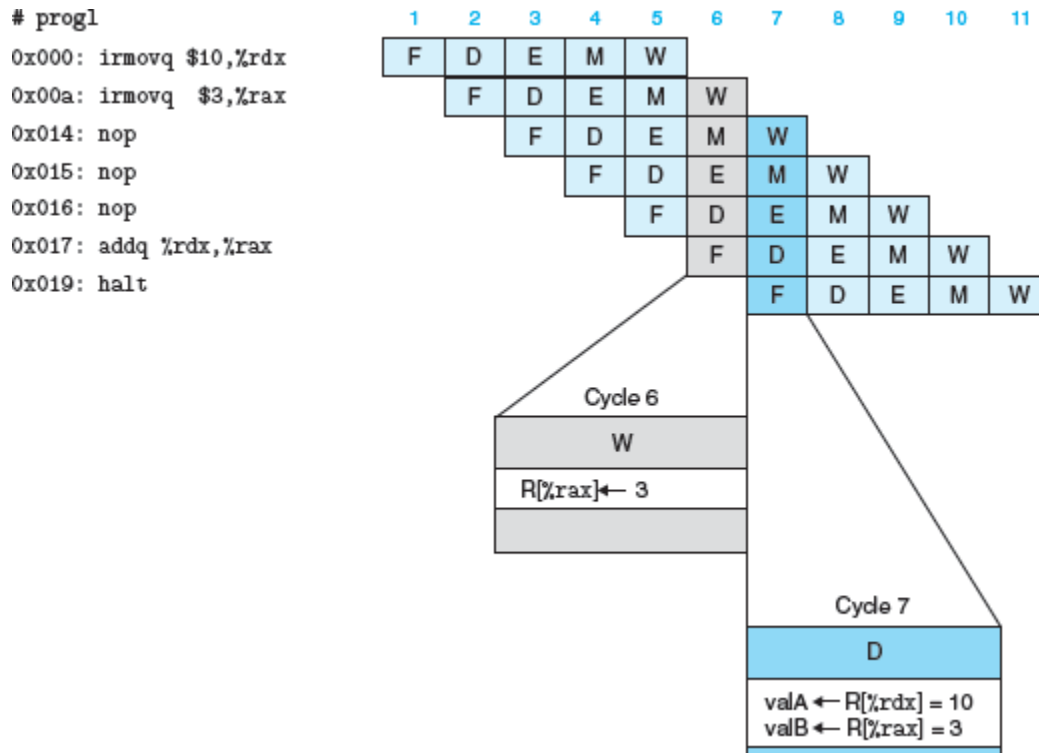 # prog1 1 2 3 4 5 6 7 8 9 10 11
0x000: irmovq $10,%rdx F D E M W
0x00a: irmovq $3,%rax F D E M W
0x014: nop F D E M W
0x015: nop F D E M W
0x016: nop F D E M W
0x017: addq %rdx,%rax F D E M W
0x019: halt F D E M W
Cycle 6
W
R[%rax]← 3
Cycle 7
D
valA ← R[%rdx] = 10
valB ← R[%rax] = 3